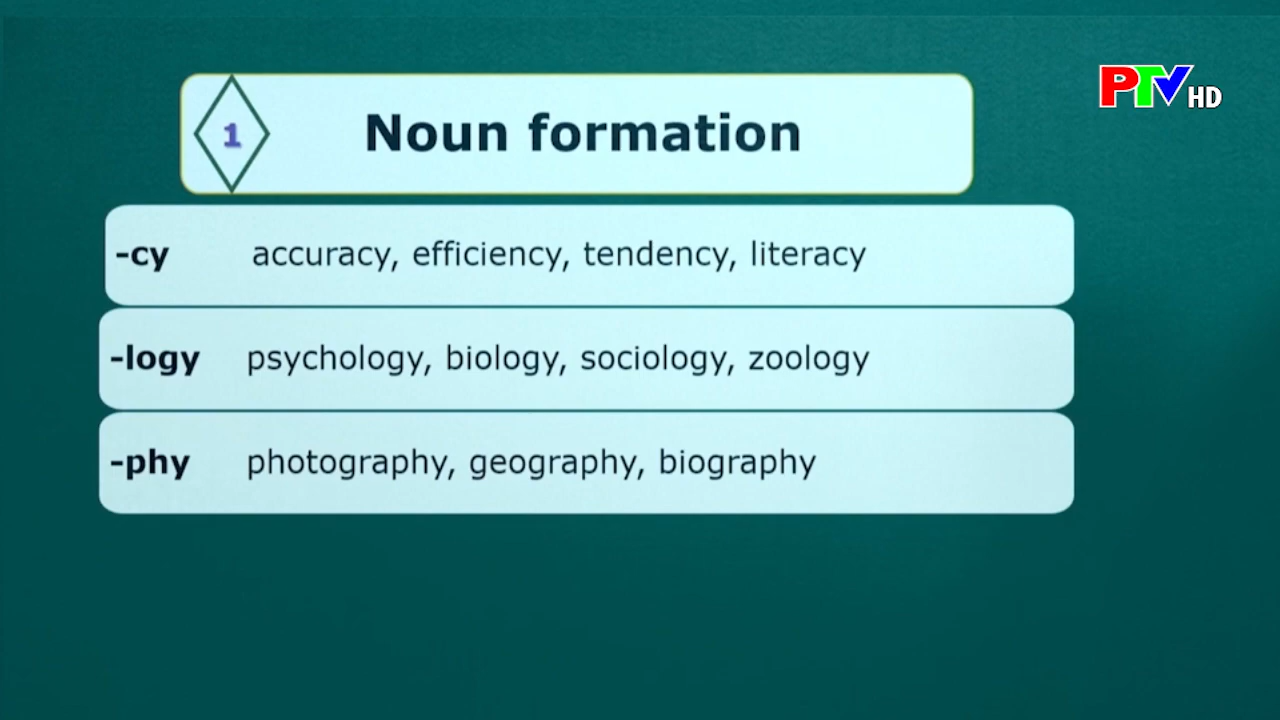 PTV HD
1 Noun formation
-cy accuracy, efficiency, tendency, literacy
-logy psychology, biology, sociology, zoology
-phy photography, geography, biography